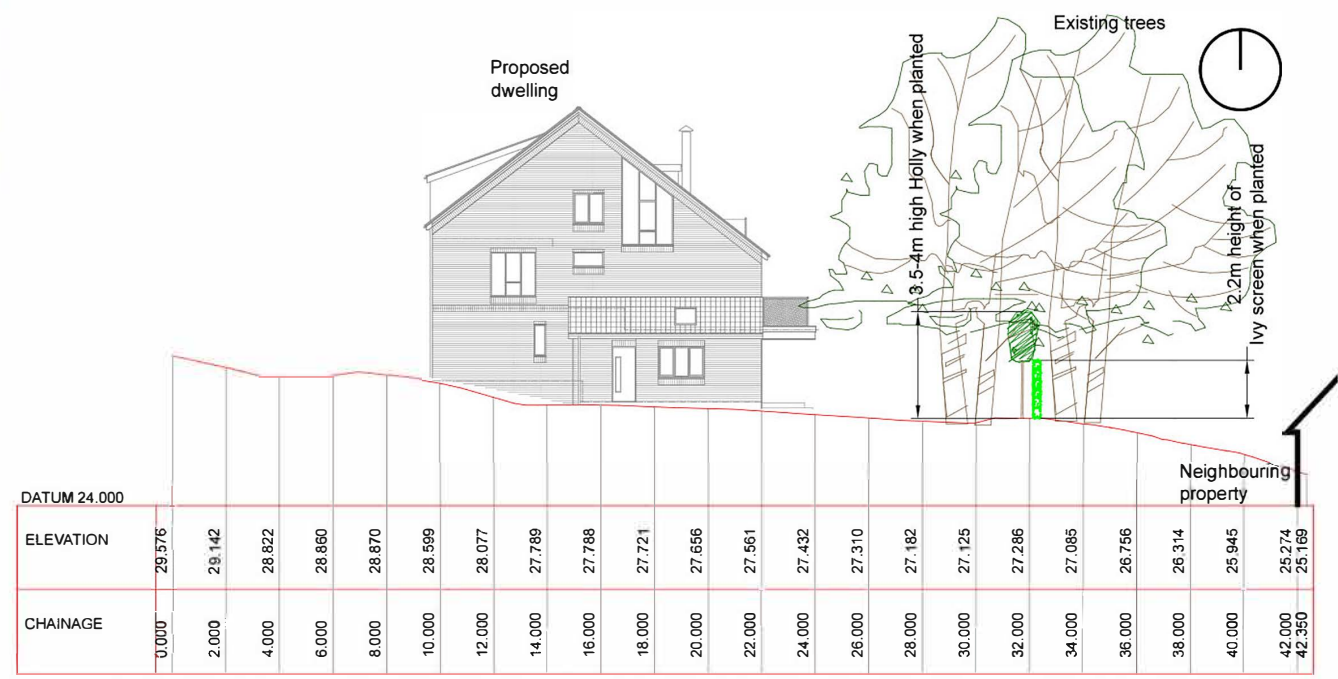 Existing trees
Proposed
dwelling
3.5-4m high Holly when planted
2.2m height of
Ivy screen when planted
Neighbouring
property
DATUM 24.000
ELEVATION 29.576 29.142 28.822 28.860 28.870 28.599 28.077 27.789 27.788 27.721 27.656 27.561 27.432 27.310 27.182 27.125 27.286 27.085 26.756 26.314 25.945 25.274 25.169
CHAINAGE 0.000 2.000 4.000 6.000 8.000 10.000 12.000 14.000 16.000 18.000 20.000 22.000 24.000 26.000 28.000 30.000 32.000 34.000 36.000 38.000 40.000 42.000 42.350